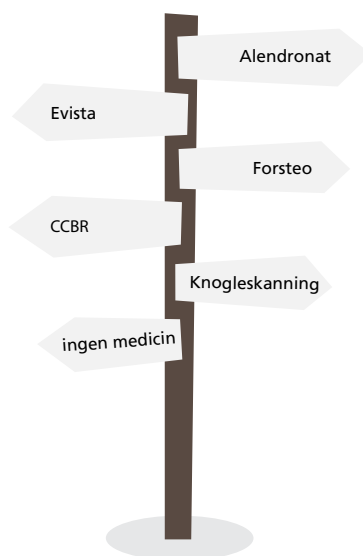 Alendronat
Evista
Forsteo
CCBR
Knogleskanning
ingen medicin